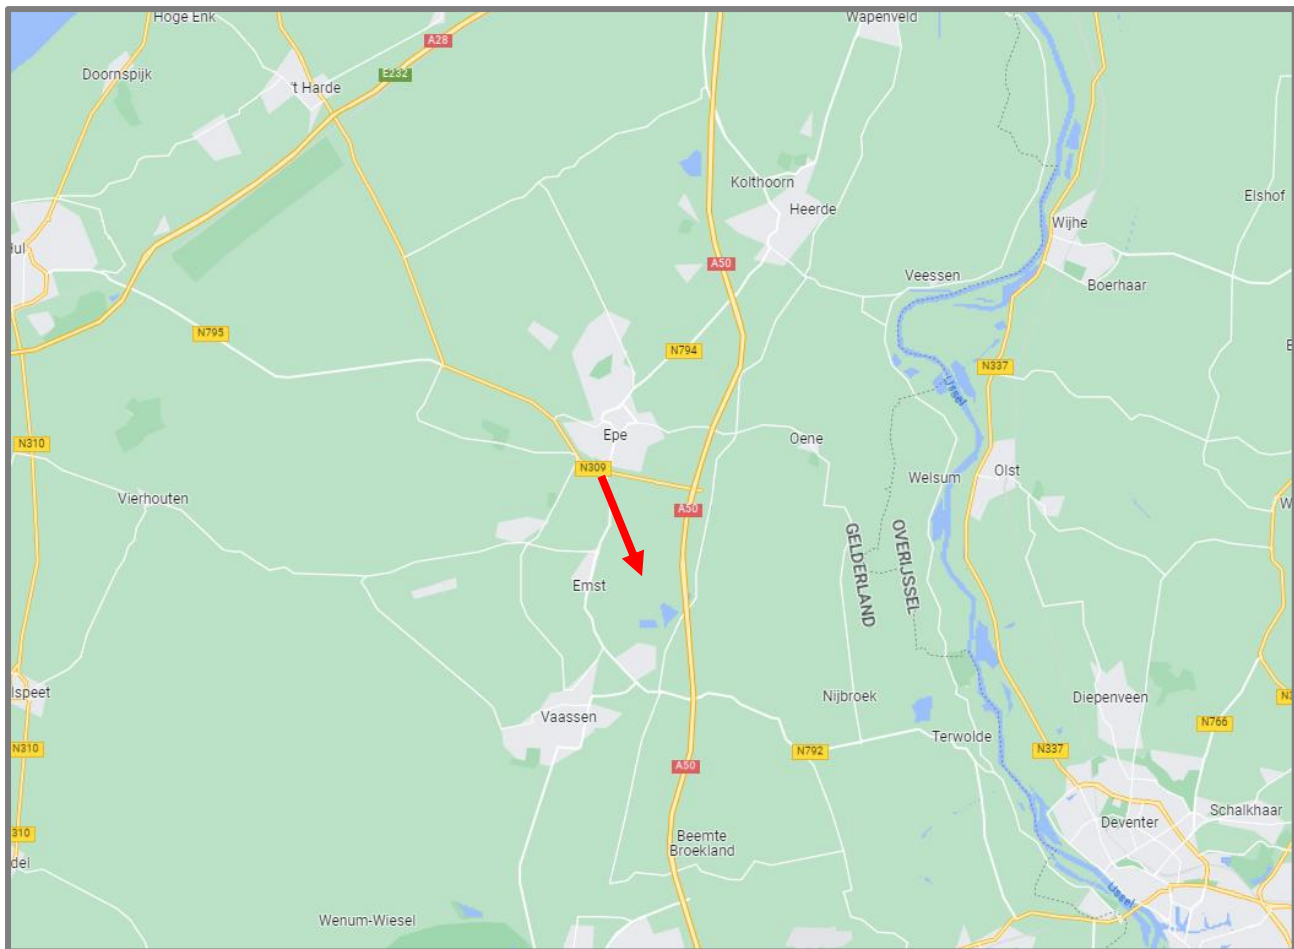 Hoge Enk
Wapenveld
A28
Doornspijk
E232
't Harde
Kolthoorn
Elshof
Heerde
Wijhe
A50
Veessen
Boerhaar
N795
N794
N337
IJssel
Epe
Oene
N310
N309
Welsum
Olst
Vierhouten
A50
GELDERLAND
OVERIJSSEL
Emst
Nijbroek
Diepenveen
Vaassen
N766
Terwolde
N310
N792
N337
A50
Schalkhaar
Deventer
310
Beemte
Broekland
IJssel
Wenum-Wiesel